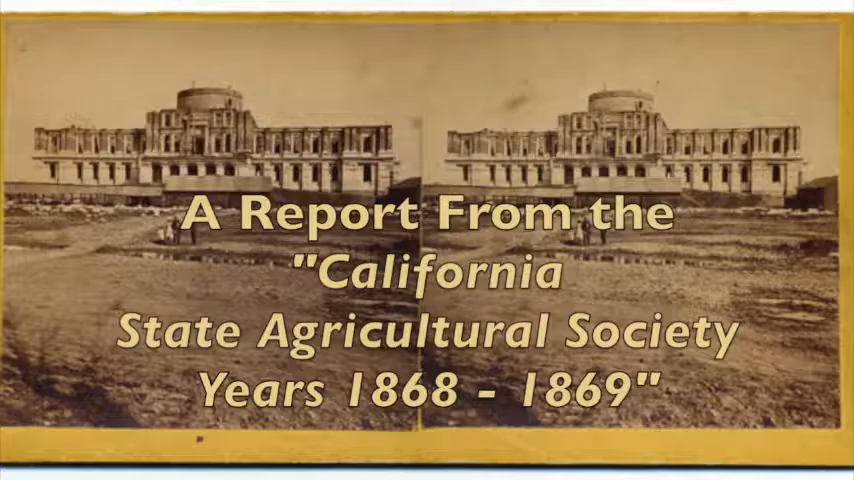 A Report From the
"California
State Agricultural Society
Years 1868 - 1869"